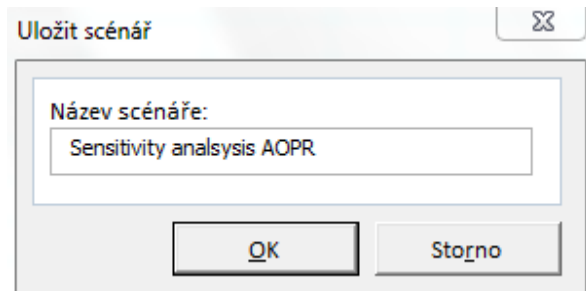 Uložit scénář
Název scénáře:
Sensitivity analsysis AOPR
OK
Storno